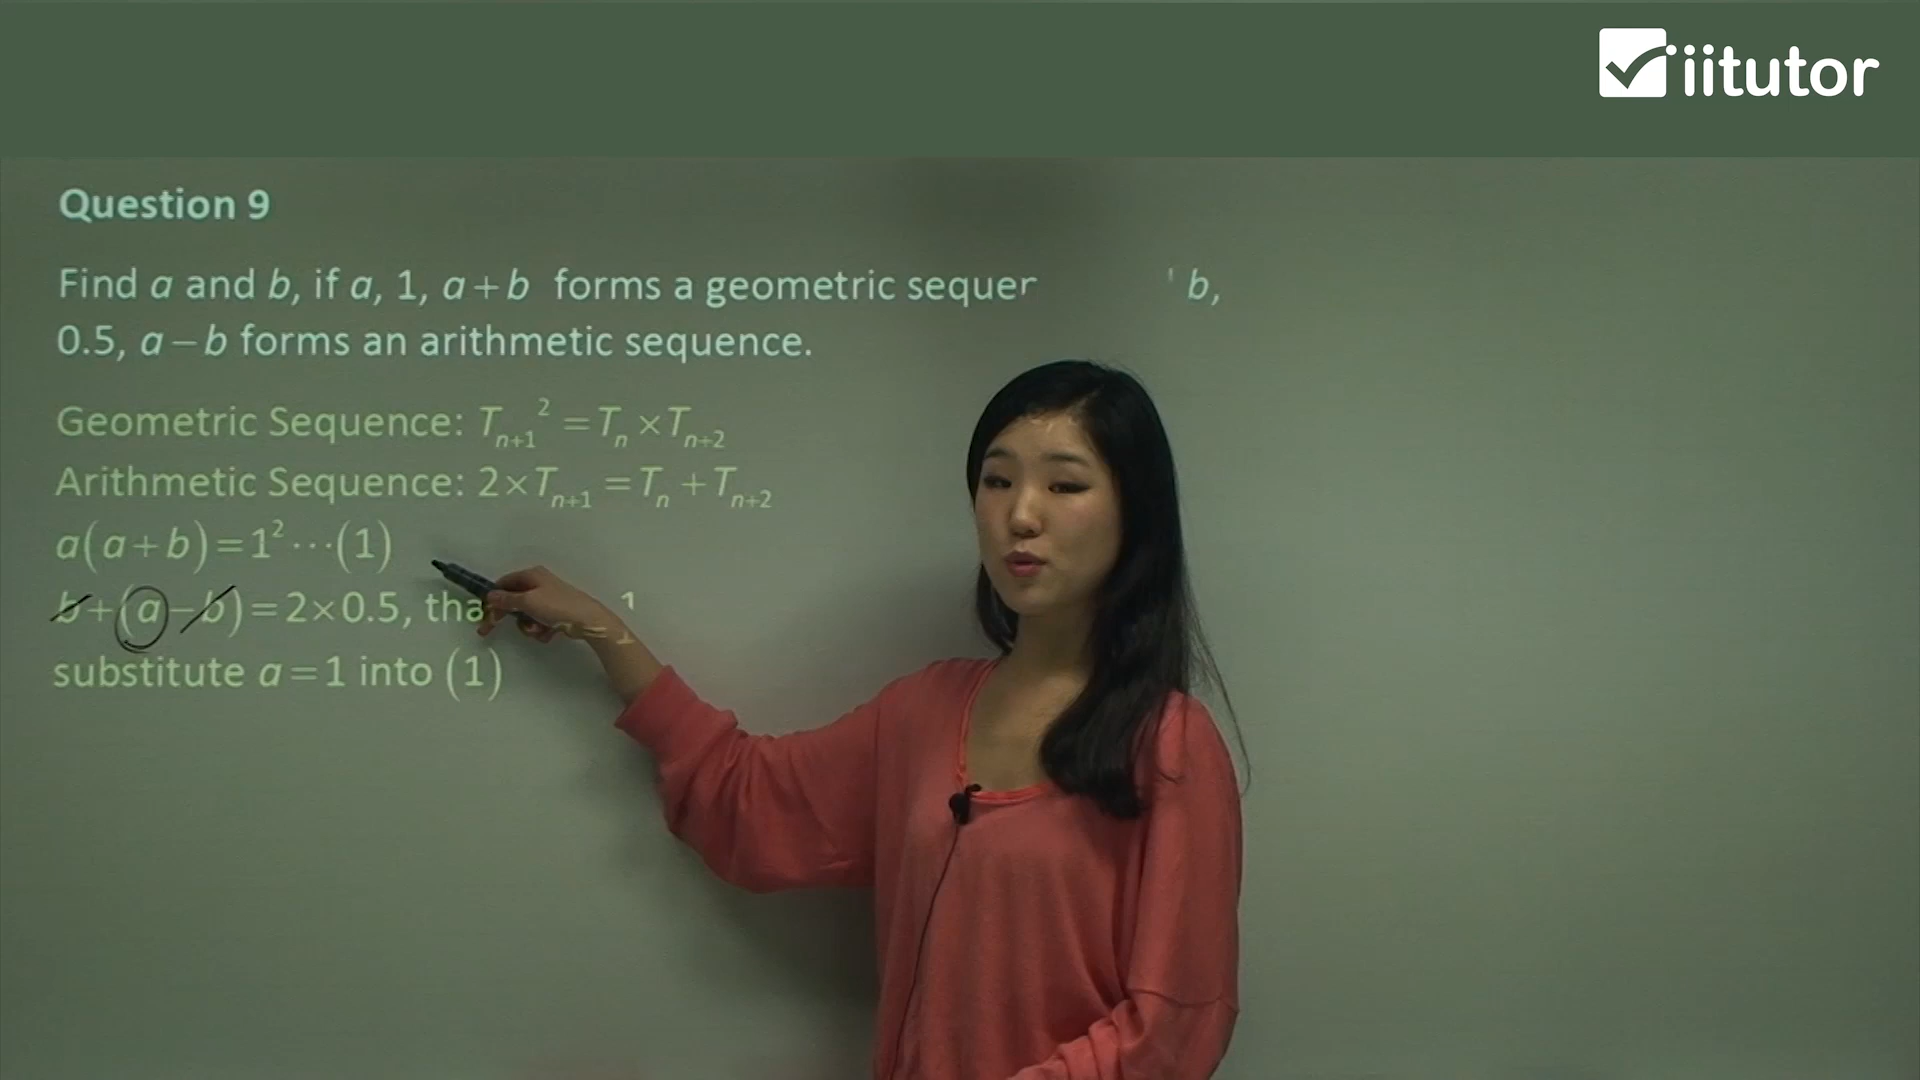 iitutor
Question 9
Find a and b, if a, 1, a+b forms a geometric b,
0.5, a−b forms an arithmetic sequence.
Geometric Sequence: Tₙ₊₁² = Tₙ × Tₙ₊₂
Arithmetic Sequence: 2×Tₙ₊₁ = Tₙ + Tₙ₊₂
a(a+b)=1²⋯(1)
b+(a−b)=2×0.5, =1
substitute a=1 into (1)